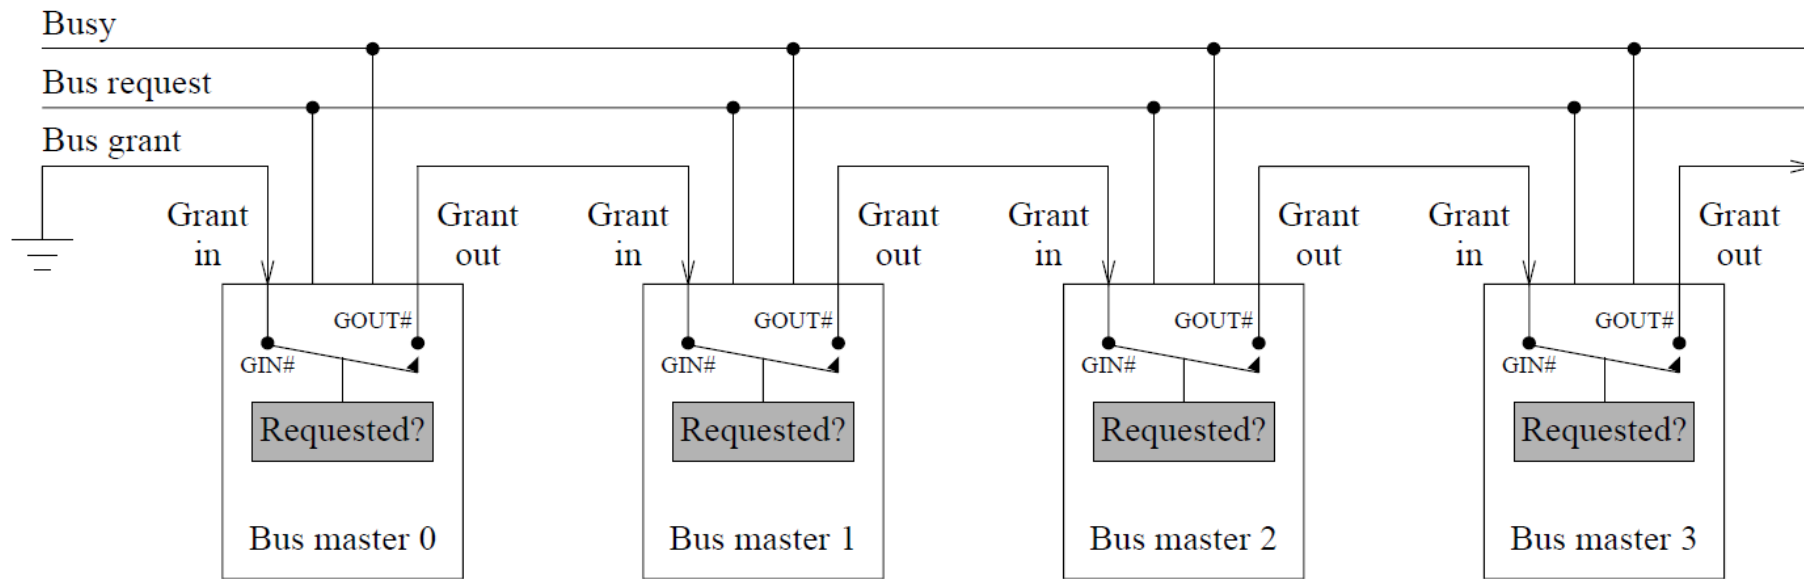 Busy
Bus request
Bus grant
Grant in
Grant out
Grant in
Grant out
Grant in
Grant out
Grant in
Grant out
GOUT#
GIN#
Requested?
Bus master 0
GOUT#
GIN#
Requested?
Bus master 1
GOUT#
GIN#
Requested?
Bus master 2
GOUT#
GIN#
Requested?
Bus master 3